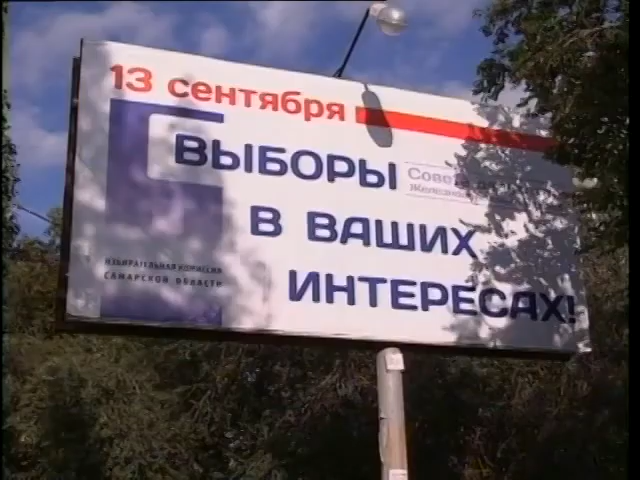 13 сентября
ВЫБОРЫ
В ВАШИХ
ИНТЕРЕСАХ!
ИЗБИРАТЕЛЬНАЯ КОМИССИЯ
САМАРСКОЙ ОБЛАСТИ